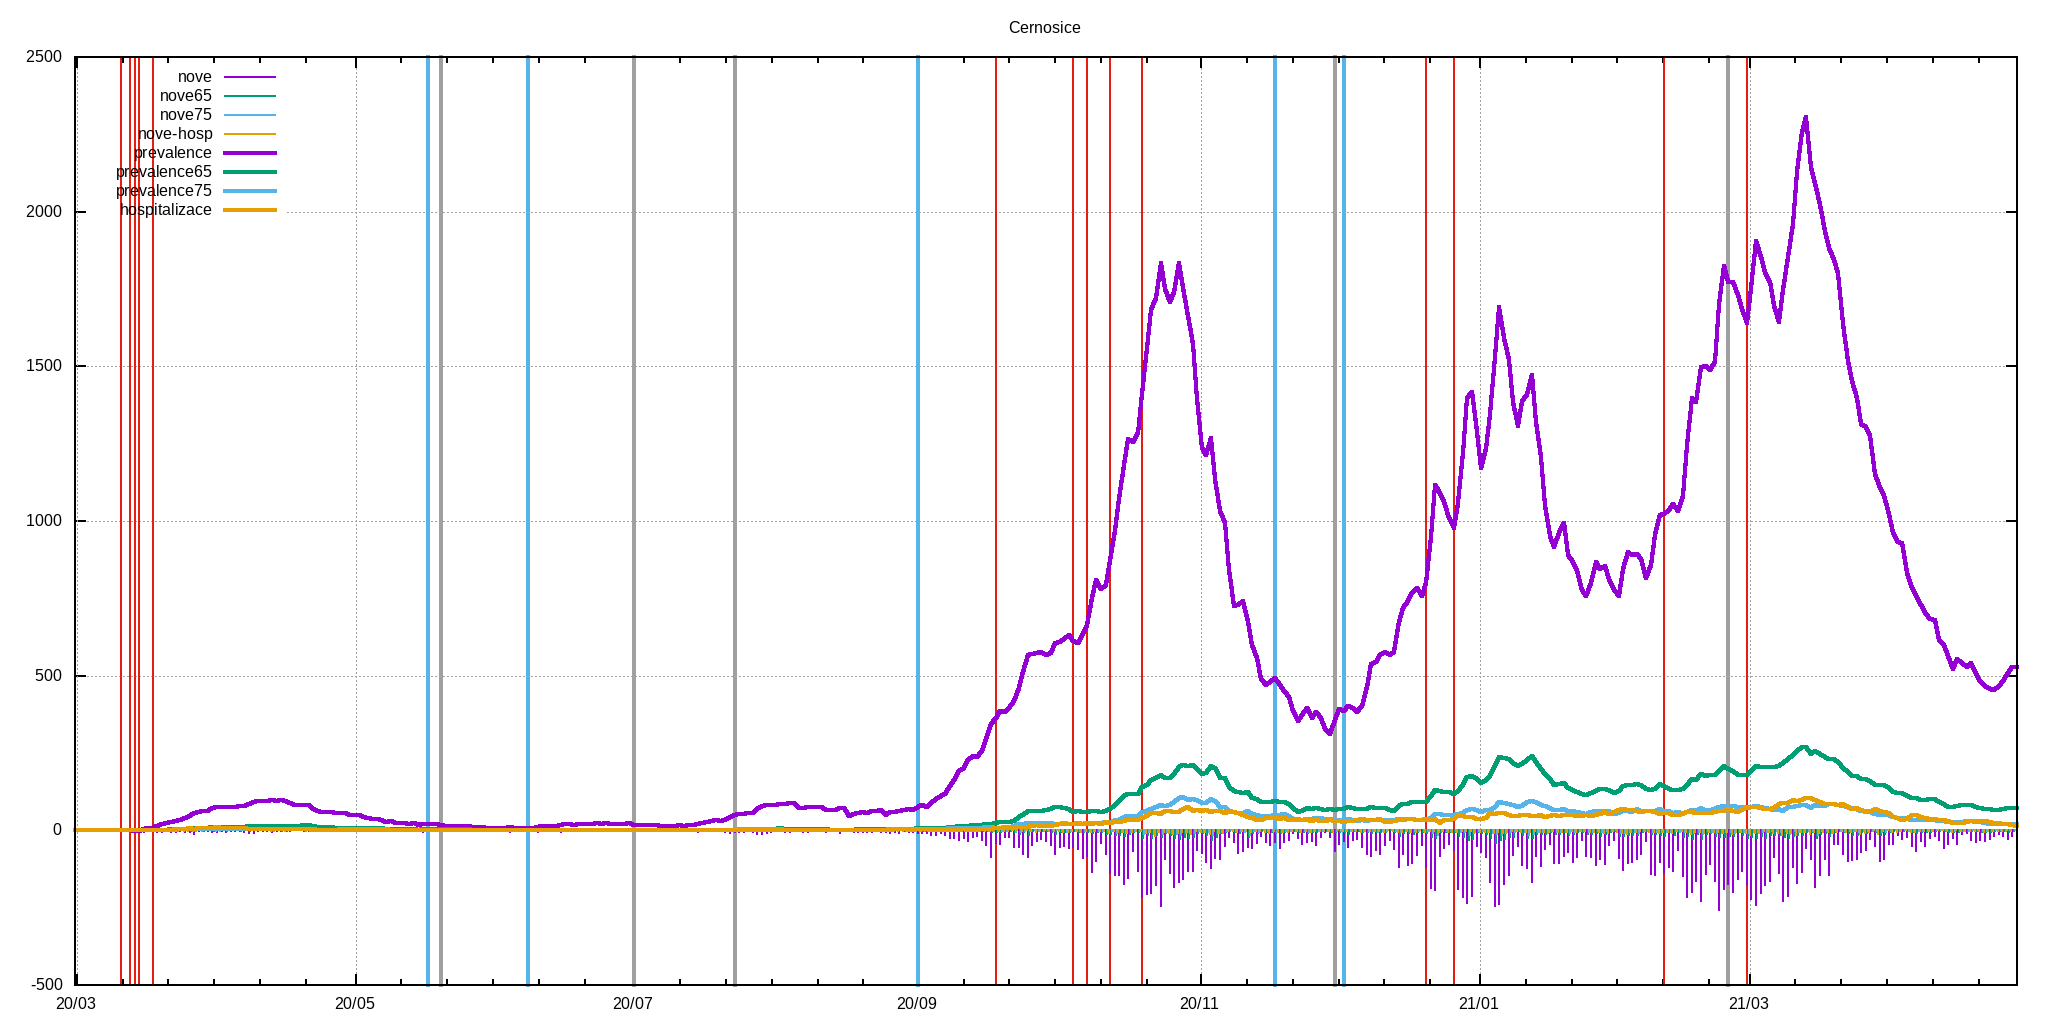 Cernosice
2500
2000
1500
1000
500
0
-500
nove
nove65
nove75
nove-hosp
prevalence
prevalence65
prevalence75
hospitalizace
20/03 20/05 20/07 20/09 20/11 21/01 21/03